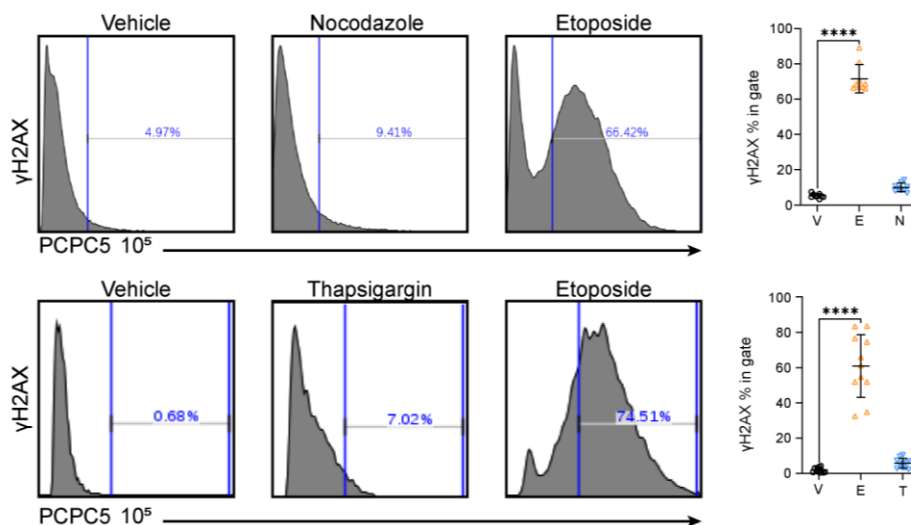 Vehicle Nocodazole Etoposide
γH2AX
4.97% 9.41% 66.42%
PCPC5 10⁵
****
γH2AX % in gate
100
80
60
40
20
0
V E N
Vehicle Thapsigargin Etoposide
γH2AX
0.68% 7.02% 74.51%
PCPC5 10⁵
****
γH2AX % in gate
100
80
60
40
20
0
V E T